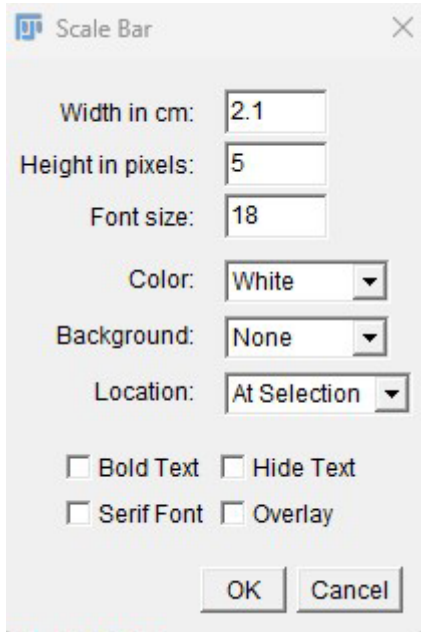 Scale Bar
Width in cm: 2.1
Height in pixels: 5
Font size: 18
Color: White
Background: None
Location: At Selection
Bold Text Hide Text
Serif Font Overlay
OK Cancel